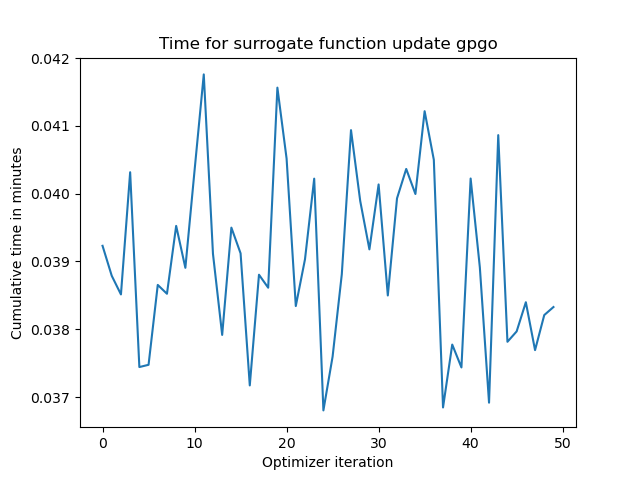 Time for surrogate function update gpgo
Cumulative time in minutes
0.042
0.041
0.040
0.039
0.038
0.037
0 10 20 30 40 50
Optimizer iteration